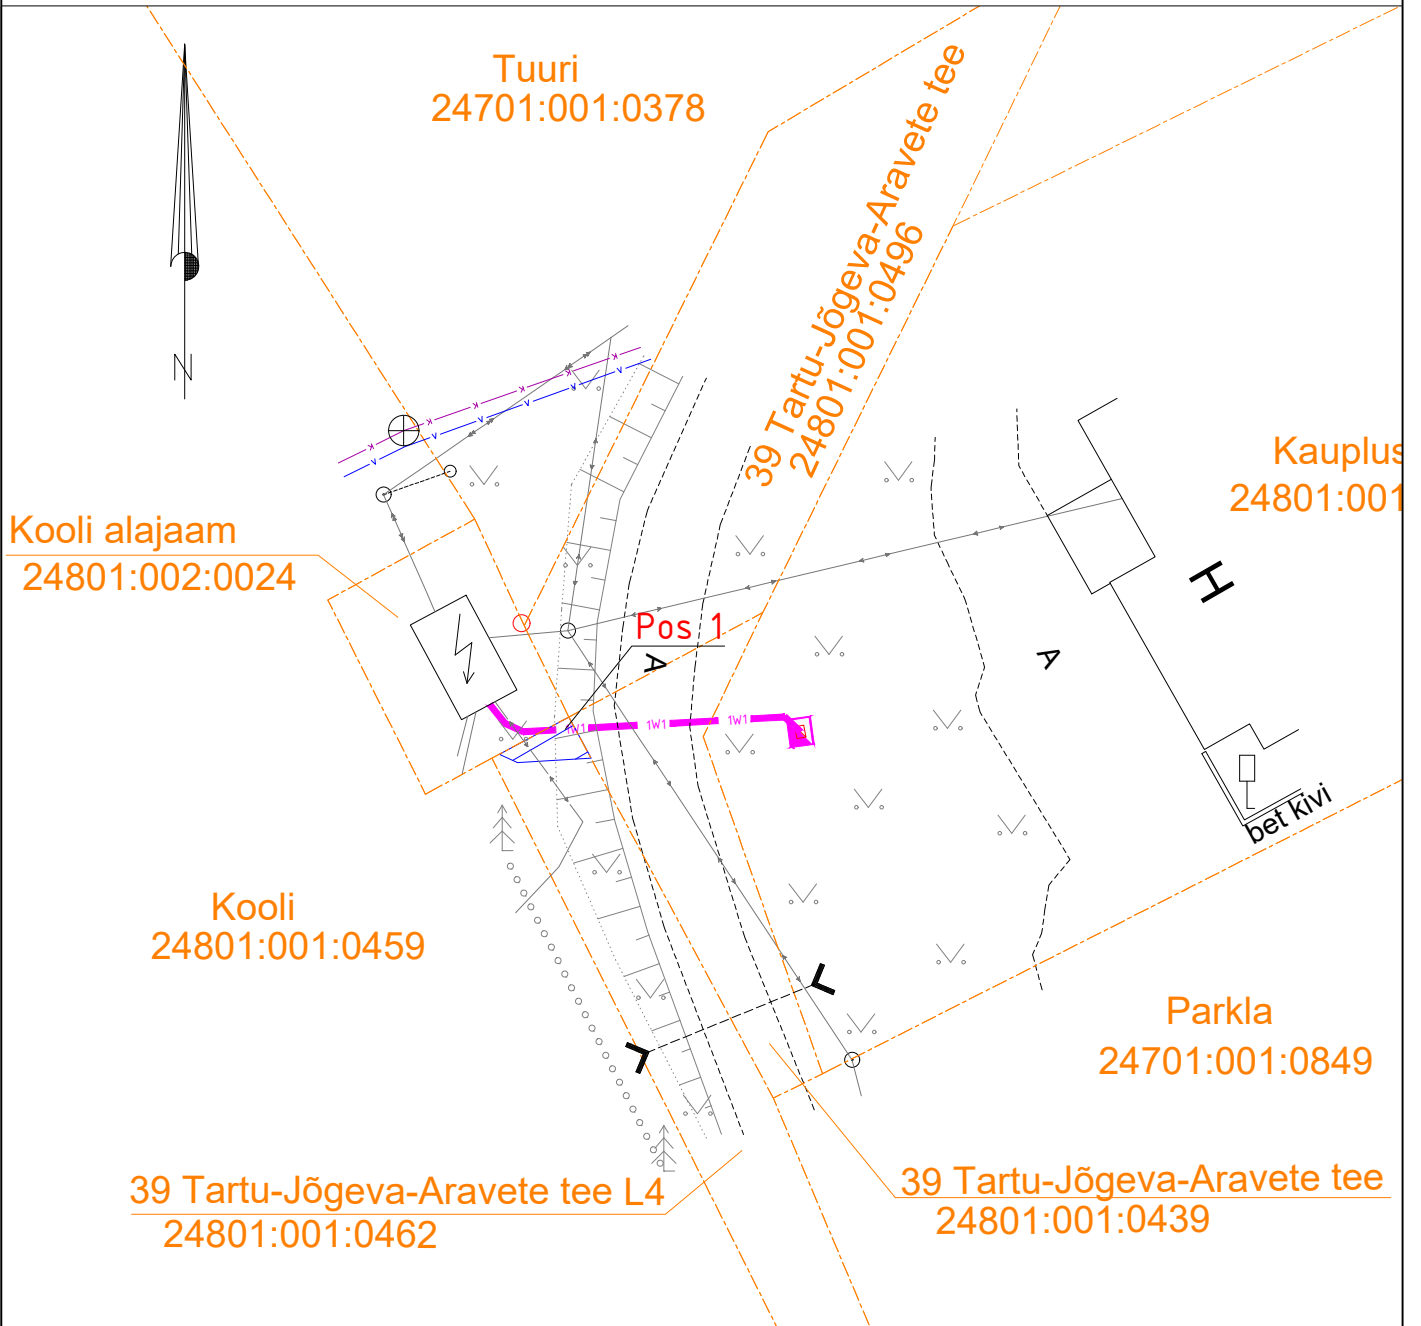 Tuuri
24701:001:0378
39 Tartu-Jõgeva-Aravete tee
24801:001:0496
N
Kauplus
24801:001
Kooli alajaam
24801:002:0024
K
K
K
K
K
v
v
v
v
v
v
H
Pos 1
A
A
1W1
1W1
1W1
bet kivi
Kooli
24801:001:0459
Parkla
24701:001:0849
39 Tartu-Jõgeva-Aravete tee L4
24801:001:0462
39 Tartu-Jõgeva-Aravete tee
24801:001:0439